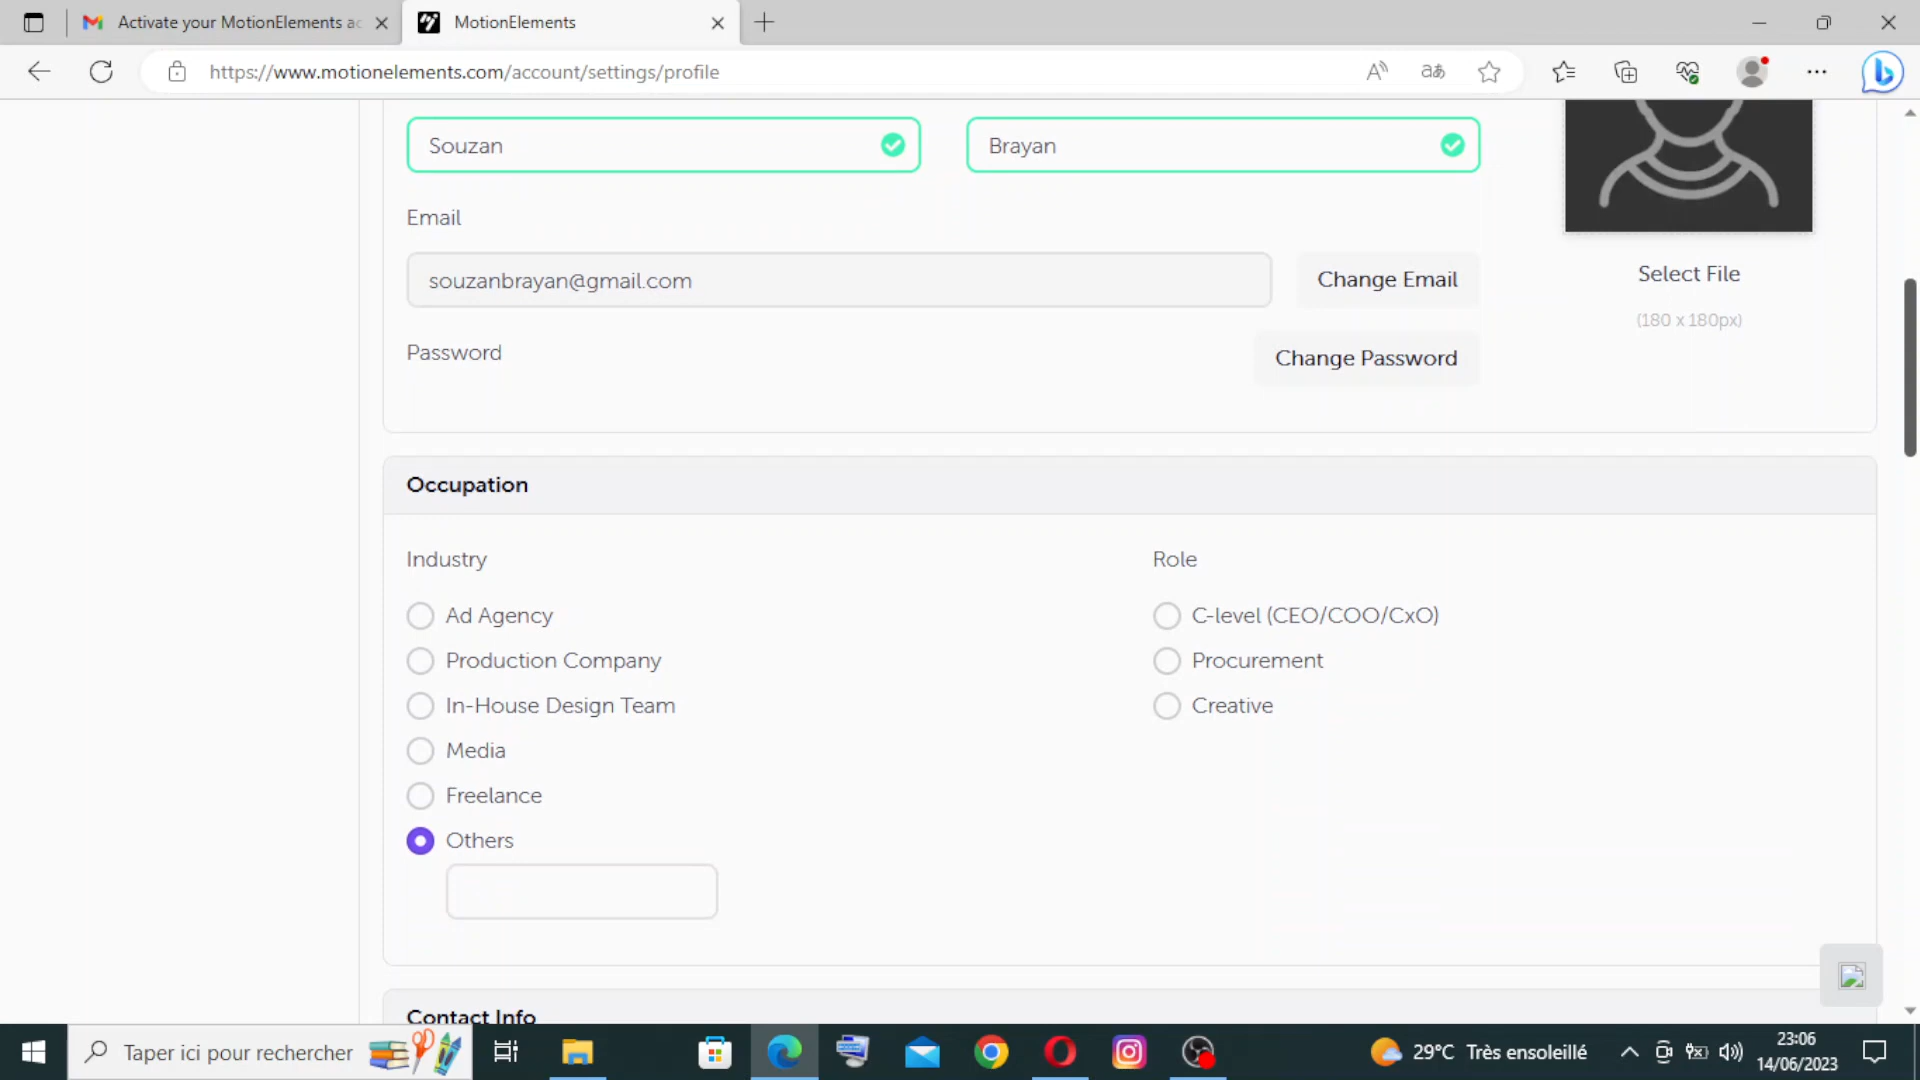 Activate your MotionElements ac
MotionElements
https://www.motionelements.com/account/settings/profile
Souzan
Brayan
Email
souzanbrayan@gmail.com
Change Email
Select File
(180 x 180px)
Password
Change Password
Occupation
Industry
Role
Ad Agency
C-level (CEO/COO/CxO)
Production Company
Procurement
In-House Design Team
Creative
Media
Freelance
Others
Contact Info
Taper ici pour rechercher
29°C Très ensoleillé
23:06
14/06/2023